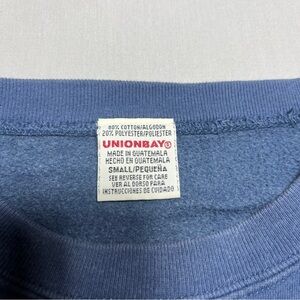 80% COTTON/ALGODON
20% POLYESTER/POLIESTER
UNIONBAY®
MADE IN GUATEMALA
HECHO EN GUATEMALA
SMALL/PEQUEÑA
SEE REVERSE FOR CARE
VER AL DORSO PARA
INSTRUCCIONES DE CUIDADO